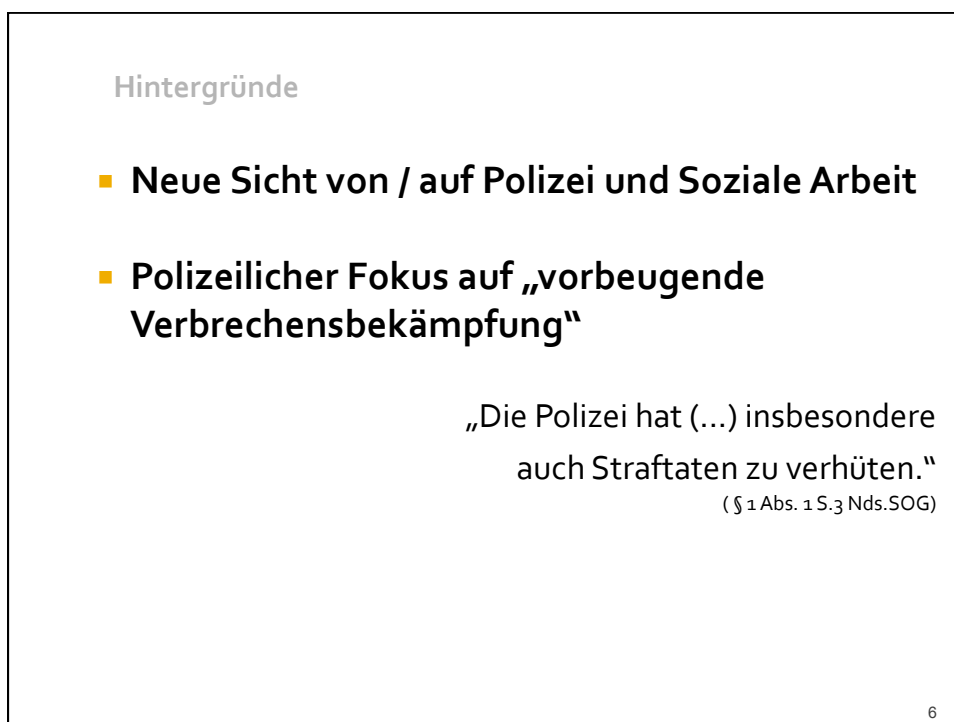 Hintergründe
▪ Neue Sicht von / auf Polizei und Soziale Arbeit
▪ Polizeilicher Fokus auf „vorbeugende
Verbrechensbekämpfung“
„Die Polizei hat (...) insbesondere
auch Straftaten zu verhüten.“
( § 1 Abs. 1 S.3 Nds.SOG)
6